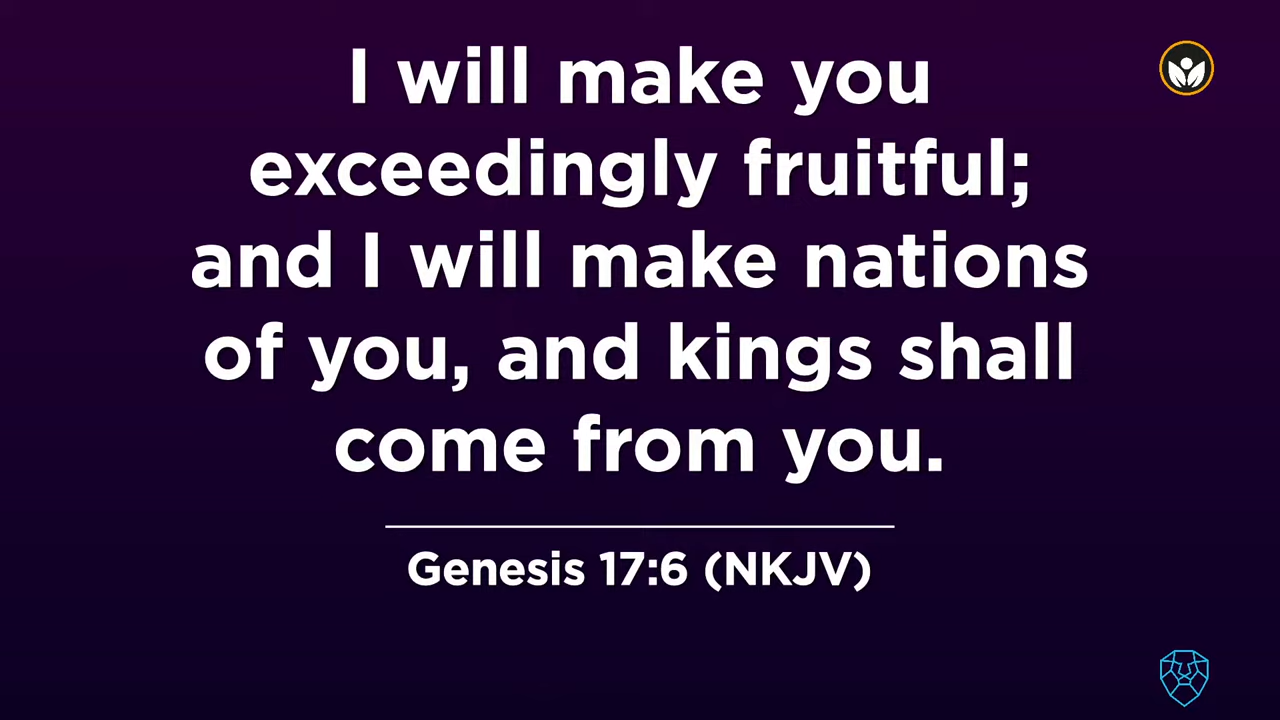 I will make you
exceedingly fruitful;
and I will make nations
of you, and kings shall
come from you.
Genesis 17:6 (NKJV)